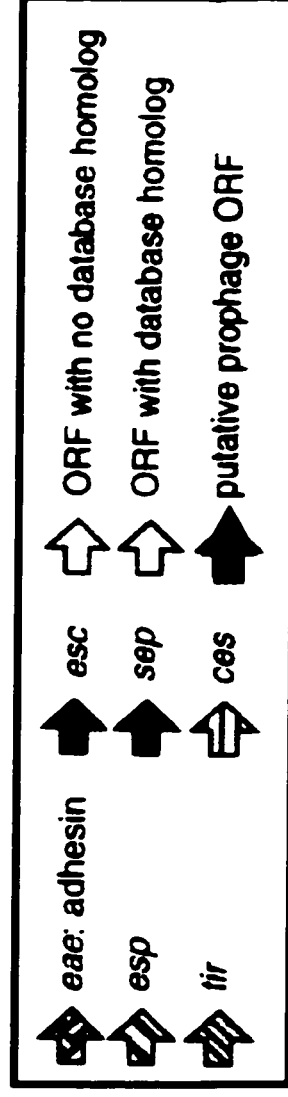 eae: adhesin
esp
tir
esc
sep
ces
ORF with no database homolog
ORF with database homolog
putative prophage ORF